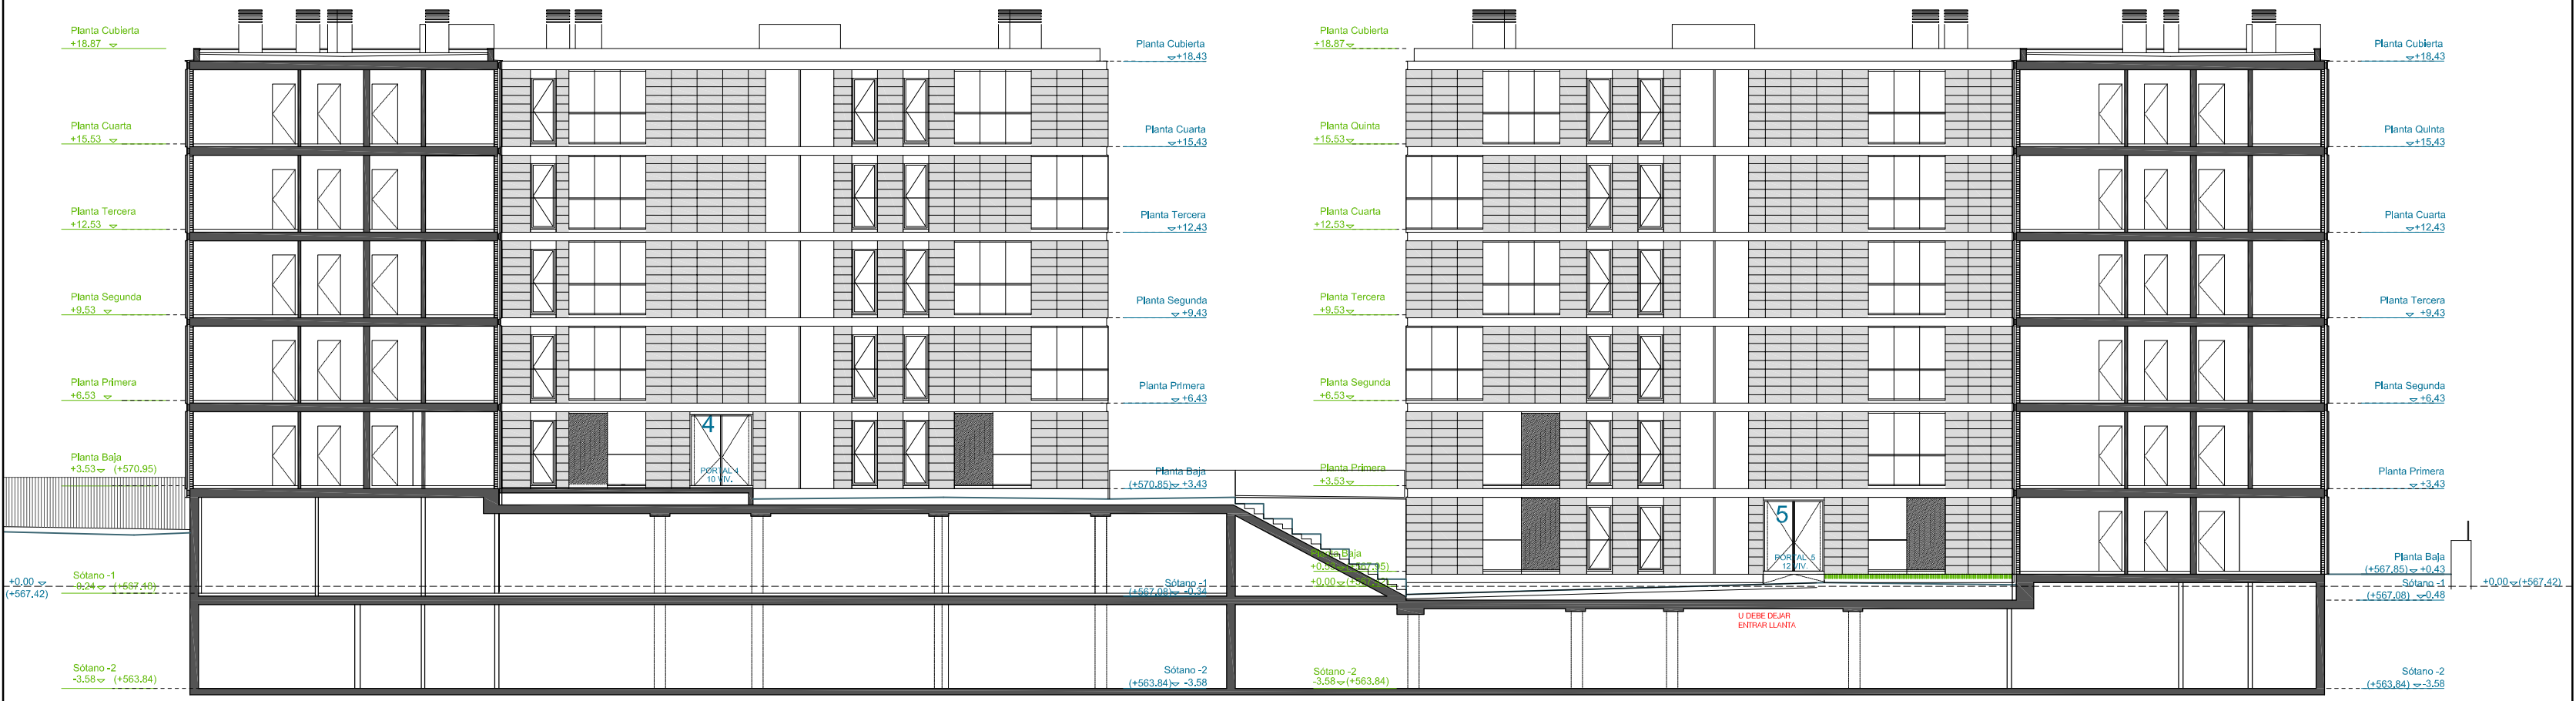 Planta Cubierta
+18.87
Planta Cuarta
+15.53
Planta Tercera
+12.53
Planta Segunda
+9.53
Planta Primera
+6.53
Planta Baja
+3.53 (+570.95)
+0.00
(+567.42)
Sótano -1
-0.24 (+567.18)
Sótano -2
-3.58 (+563.84)
4
PORTAL 4
10 VIV.
Planta Cubierta
+18.43
Planta Cuarta
+15.43
Planta Tercera
+12.43
Planta Segunda
+9.43
Planta Primera
+6.43
Planta Baja
(+570.85) +3.43
Sótano -1
(+567.08) -0.34
Sótano -2
(+563.84) -3.58
Planta Cubierta
+18.87
Planta Quinta
+15.53
Planta Cuarta
+12.53
Planta Tercera
+9.53
Planta Segunda
+6.53
Planta Primera
+3.53
Planta Baja
+0.00
Sótano -2
-3.58 (+563.84)
5
PORTAL 5
12 VIV.
U DEBE DEJAR
ENTRAR LLANTA
Planta Cubierta
+18.43
Planta Quinta
+15.43
Planta Cuarta
+12.43
Planta Tercera
+9.43
Planta Segunda
+6.43
Planta Primera
+3.43
Planta Baja
(+567.85) +0.43
Sótano -1
(+567.08) -0.48
+0.00 (+567.42)
Sótano -2
(+563.84) -3.58